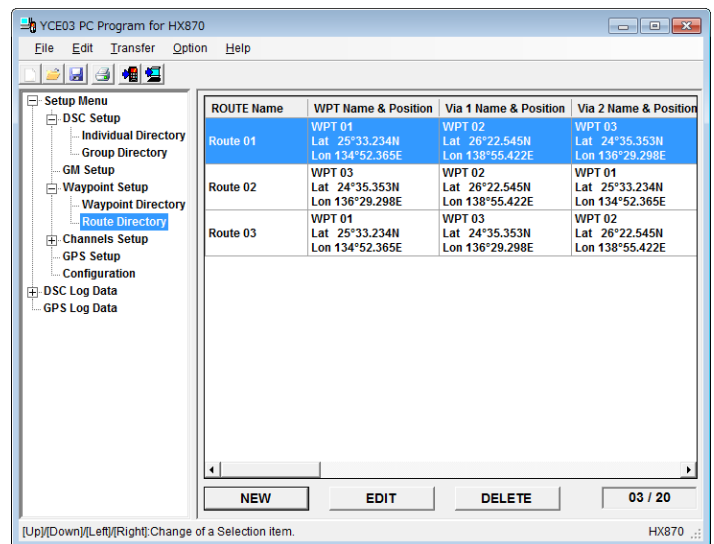 YCE03 PC Program for HX870
File Edit Transfer Option Help
Setup Menu
DSC Setup
Individual Directory
Group Directory
GM Setup
Waypoint Setup
Waypoint Directory
Route Directory
Channels Setup
GPS Setup
Configuration
DSC Log Data
GPS Log Data
ROUTE Name WPT Name & Position Via 1 Name & Position Via 2 Name & Position
WPT 01 WPT 02 WPT 03
Route 01 Lat 25°33.234N Lat 26°22.545N Lat 24°35.353N
Lon 134°52.365E Lon 138°55.422E Lon 136°29.298E
WPT 03 WPT 02 WPT 01
Route 02 Lat 24°35.353N Lat 26°22.545N Lat 25°33.234N
Lon 136°29.298E Lon 138°55.422E Lon 134°52.365E
WPT 01 WPT 03 WPT 02
Route 03 Lat 25°33.234N Lat 24°35.353N Lat 26°22.545N
Lon 134°52.365E Lon 136°29.298E Lon 138°55.422E
NEW EDIT DELETE 03 / 20
[Up]/[Down]/[Left]/[Right]:Change of a Selection item. HX870